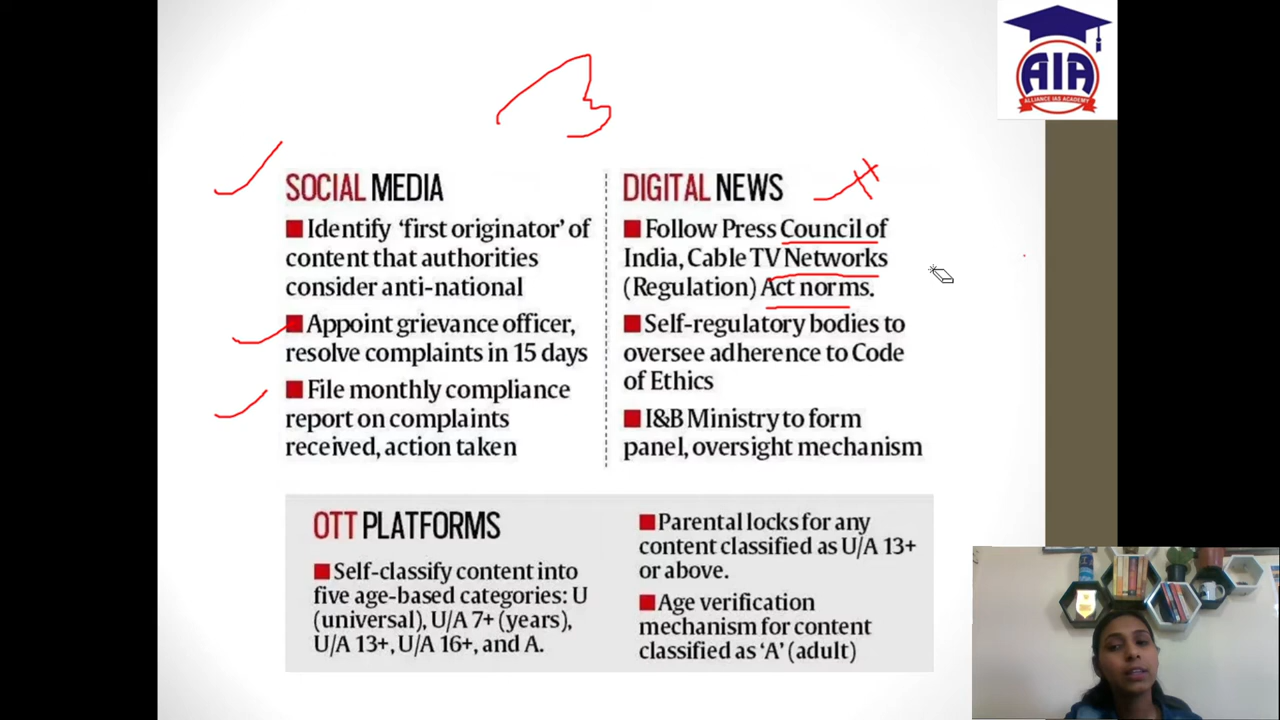 AIA
ALLIANCE IAS ACADEMY
SOCIAL MEDIA
Identify ‘first originator’ of
content that authorities
consider anti-national
Appoint grievance officer,
resolve complaints in 15 days
File monthly compliance
report on complaints
received, action taken
DIGITAL NEWS
Follow Press Council of
India, Cable TV Networks
(Regulation) Act norms.
Self-regulatory bodies to
oversee adherence to Code
of Ethics
I&B Ministry to form
panel, oversight mechanism
OTT PLATFORMS
Self-classify content into
five age-based categories: U
(universal), U/A 7+ (years),
U/A 13+, U/A 16+, and A.
Parental locks for any
content classified as U/A 13+
or above.
Age verification
mechanism for content
classified as ‘A’ (adult)